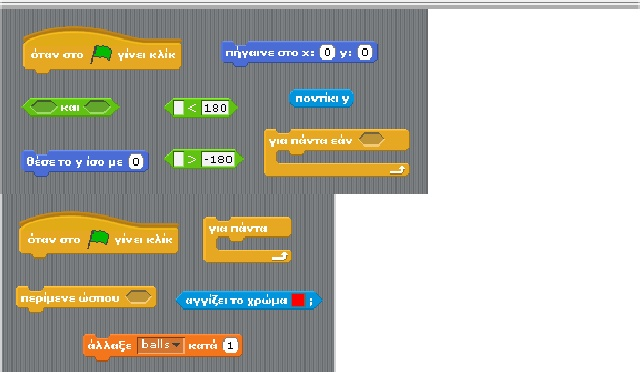 όταν στο γίνει κλίκ
πήγαινε στο x: 0 y: 0
ποντίκι y
και
< 180
για πάντα εάν
θέσε το y ίσο με 0
> -180
όταν στο γίνει κλίκ
για πάντα
περίμενε ώσπου
αγγίζει το χρώμα ;
άλλαξε balls κατά 1